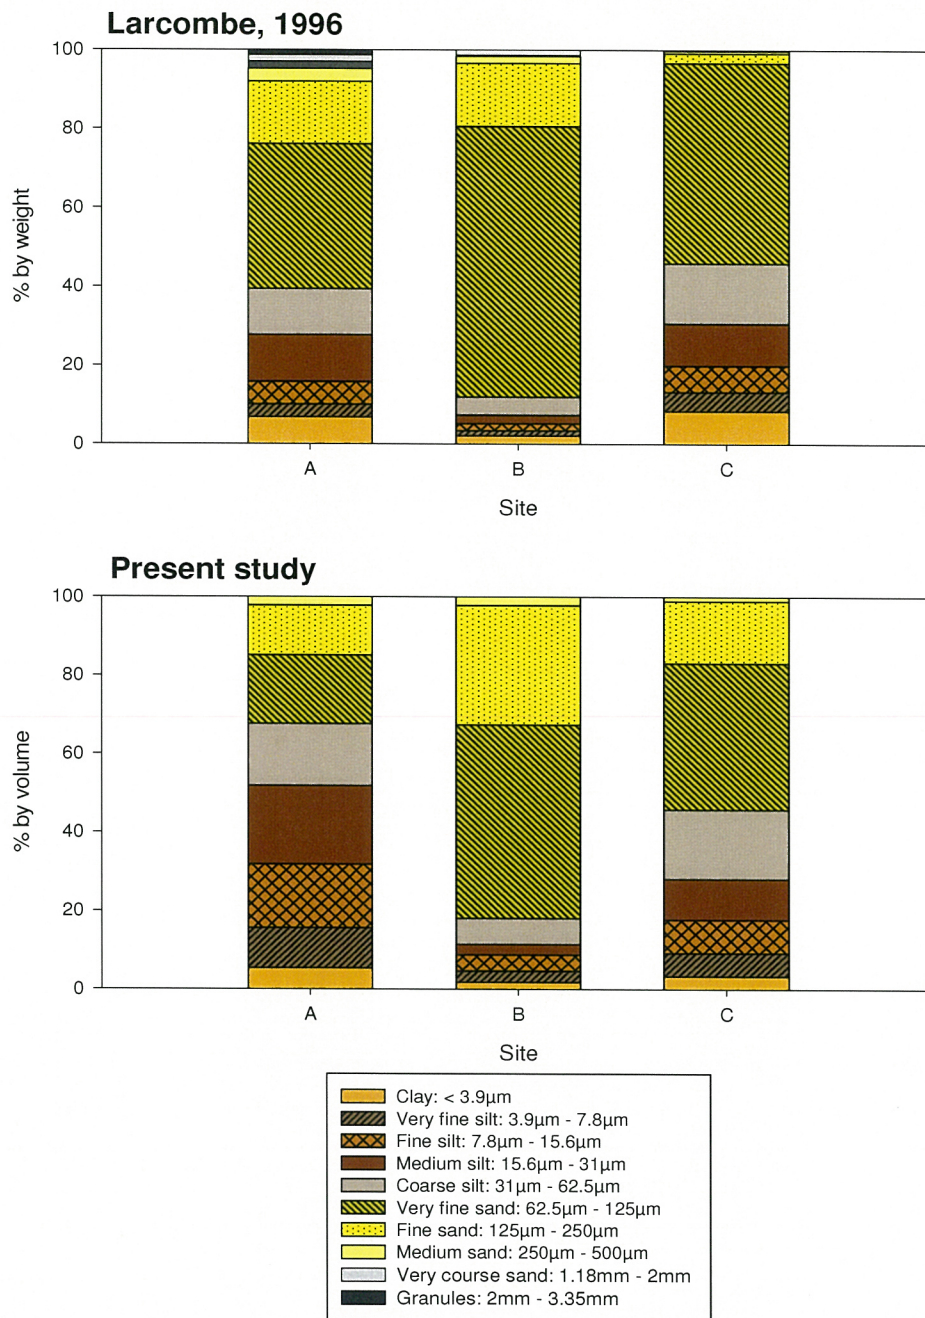 Larcombe, 1996
100
80
60
40
20
0
% by weight
A B C
Site
Present study
100
80
60
40
20
0
% by volume
A B C
Site
Clay: < 3.9µm
Very fine silt: 3.9µm - 7.8µm
Fine silt: 7.8µm - 15.6µm
Medium silt: 15.6µm - 31µm
Coarse silt: 31µm - 62.5µm
Very fine sand: 62.5µm - 125µm
Fine sand: 125µm - 250µm
Medium sand: 250µm - 500µm
Very course sand: 1.18mm - 2mm
Granules: 2mm - 3.35mm